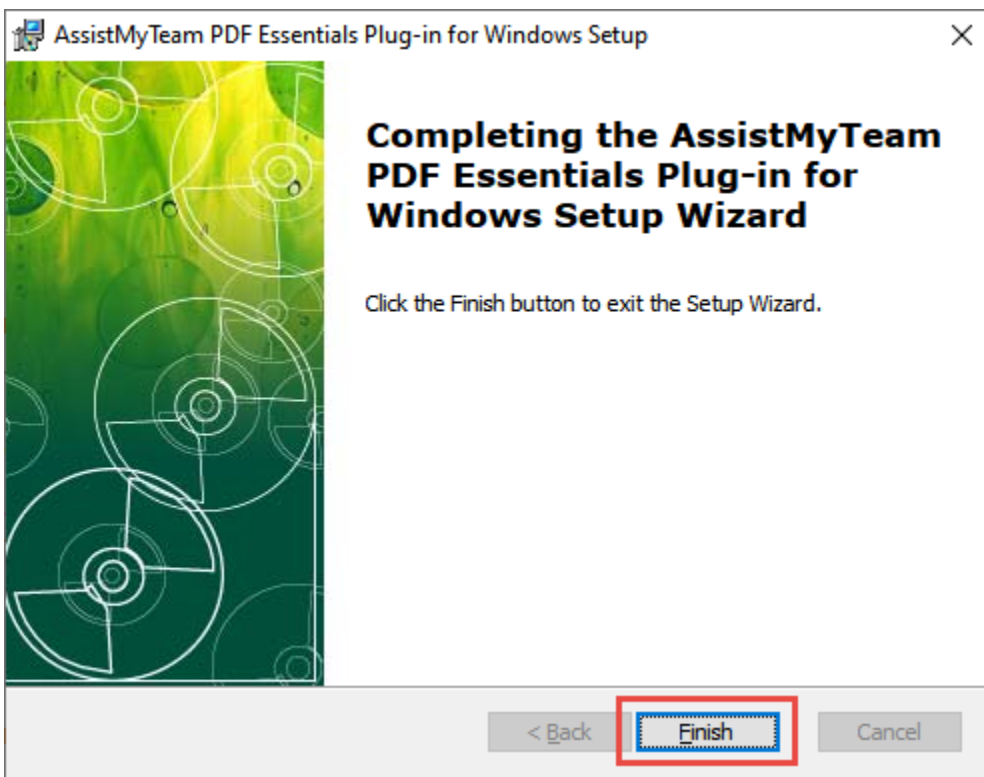 AssistMyTeam PDF Essentials Plug-in for Windows Setup
Completing the AssistMyTeam
PDF Essentials Plug-in for
Windows Setup Wizard
Click the Finish button to exit the Setup Wizard.
< Back Finish Cancel